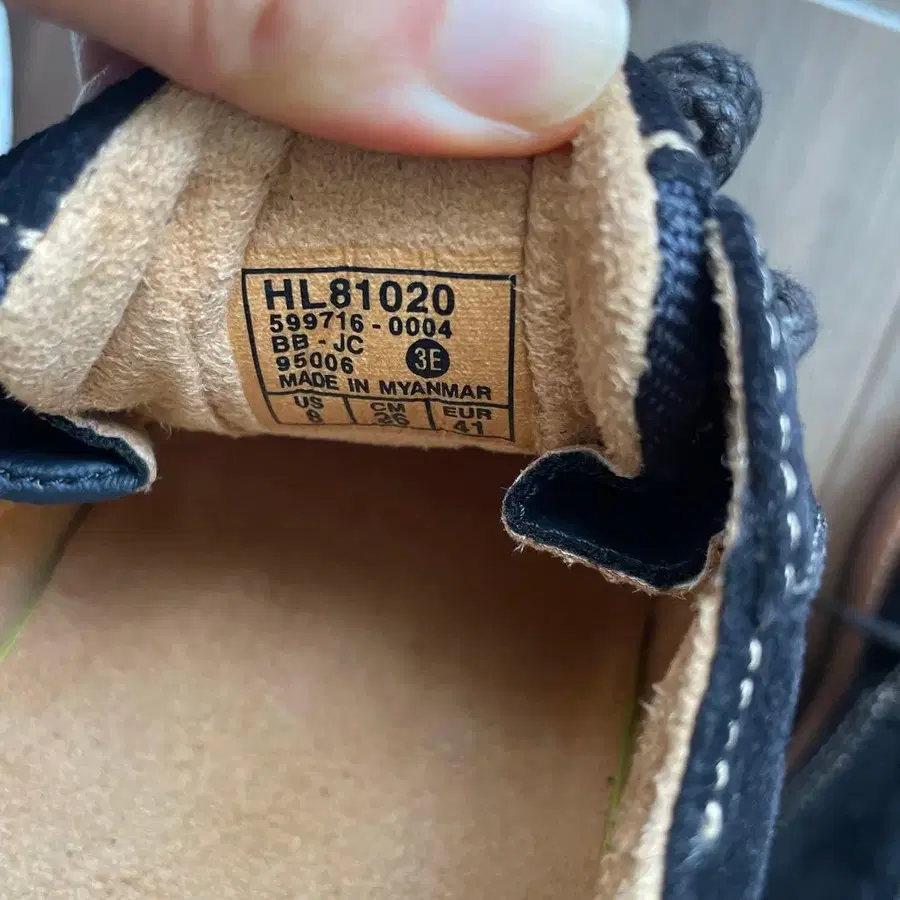 HL81020
599716-0004
BB-JC
95006 3E
MADE IN MYANMAR
US CM EUR
8 26 41